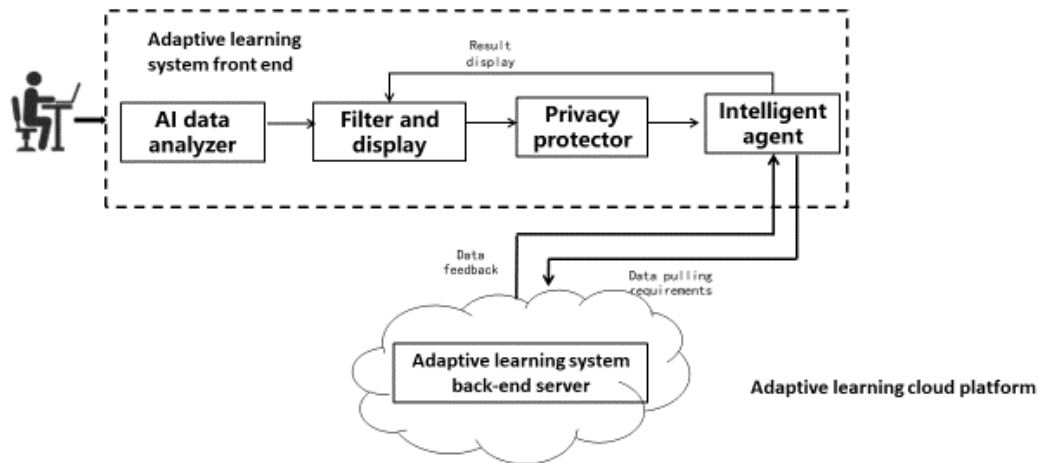 Adaptive learning
system front end
Result
display
AI data
analyzer
Filter and
display
Privacy
protector
Intelligent
agent
Data
feedback
Data pulling
requirements
Adaptive learning system
back-end server
Adaptive learning cloud platform